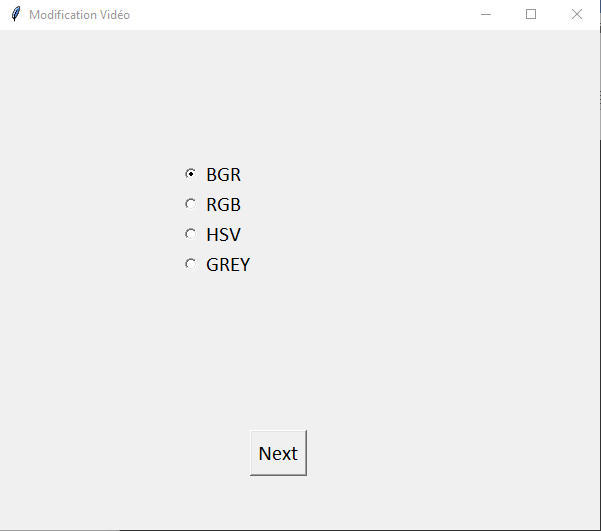 Modification Vidéo
BGR
RGB
HSV
GREY
Next